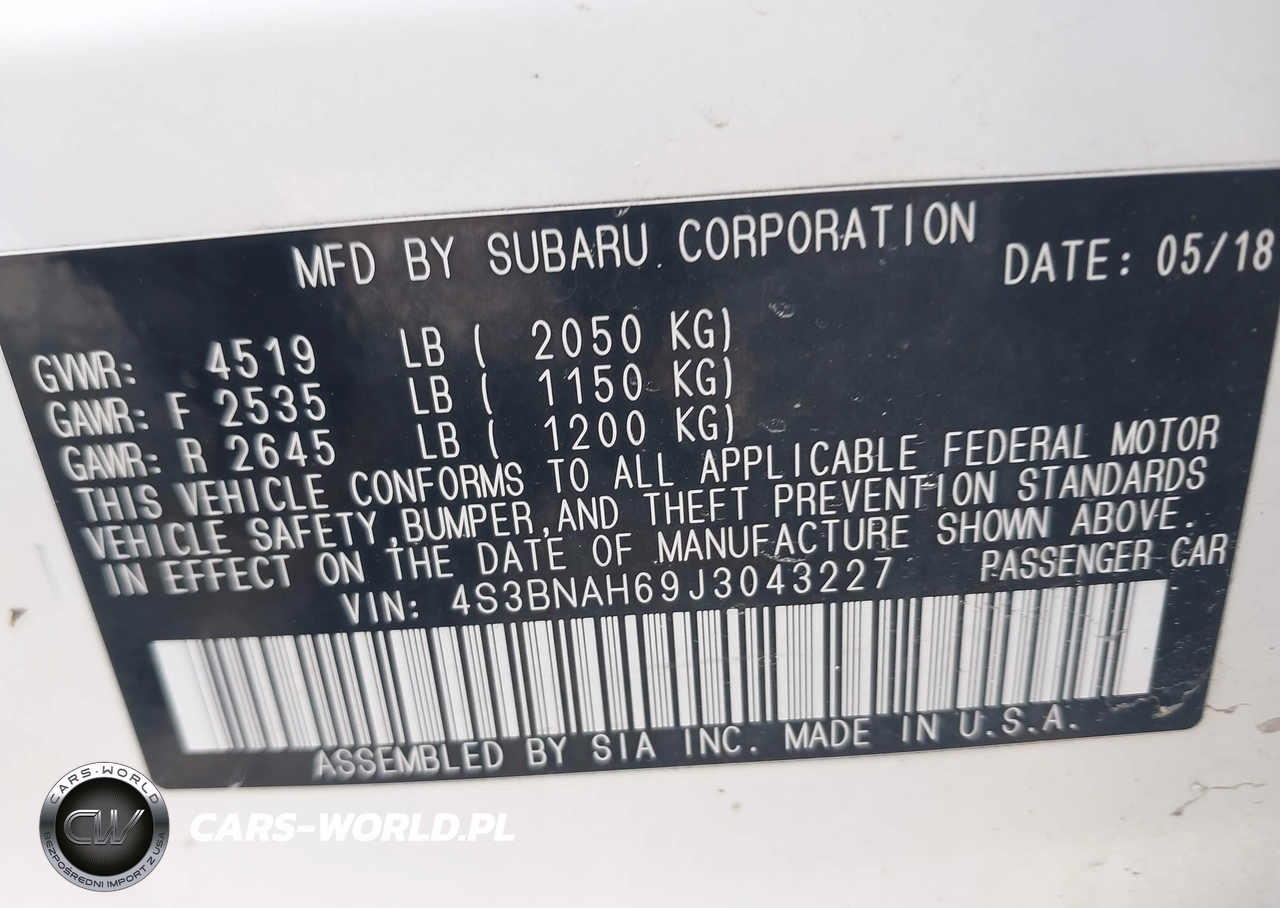 MFD BY SUBARU CORPORATION DATE: 05/18
GVWR: 4519 LB ( 2050 KG)
GAWR: F 2535 LB ( 1150 KG)
GAWR: R 2645 LB ( 1200 KG)
THIS VEHICLE CONFORMS TO ALL APPLICABLE FEDERAL MOTOR
VEHICLE SAFETY,BUMPER,AND THEFT PREVENTION STANDARDS
IN EFFECT ON THE DATE OF MANUFACTURE SHOWN ABOVE.
VIN: 4S3BNAH69J3043227 PASSENGER CAR
ASSEMBLED BY SIA INC. MADE IN U.S.A.
CARS-WORLD
CW
BEZPOŚREDNI IMPORT Z USA
CARS-WORLD.PL